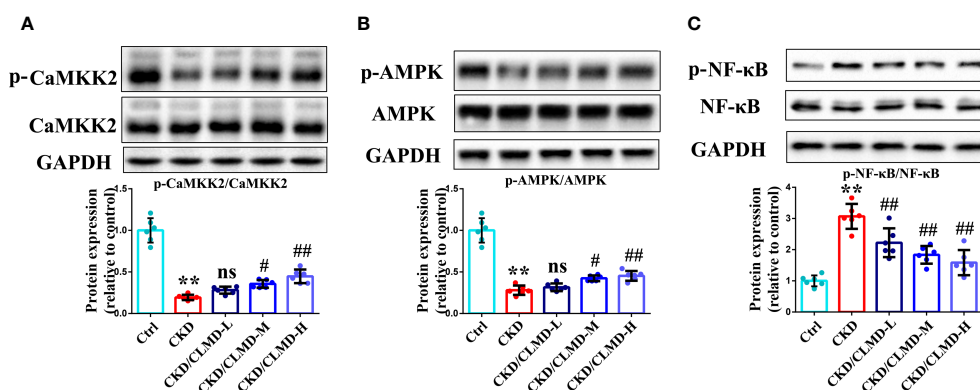 A
p-CaMKK2
CaMKK2
GAPDH
p-CaMKK2/CaMKK2
Protein expression
(relative to control)
1.5
1.0
0.5
0.0
**
ns
#
##
Ctrl
CKD
CKD/CLMD-L
CKD/CLMD-M
CKD/CLMD-H
B
p-AMPK
AMPK
GAPDH
p-AMPK/AMPK
Protein expression
(relative to control)
1.5
1.0
0.5
0.0
**
ns
#
##
Ctrl
CKD
CKD/CLMD-L
CKD/CLMD-M
CKD/CLMD-H
C
p-NF-κB
NF-κB
GAPDH
p-NF-κB/NF-κB
Protein expression
(relative to control)
4
3
2
1
0
**
##
##
##
Ctrl
CKD
CKD/CLMD-L
CKD/CLMD-M
CKD/CLMD-H